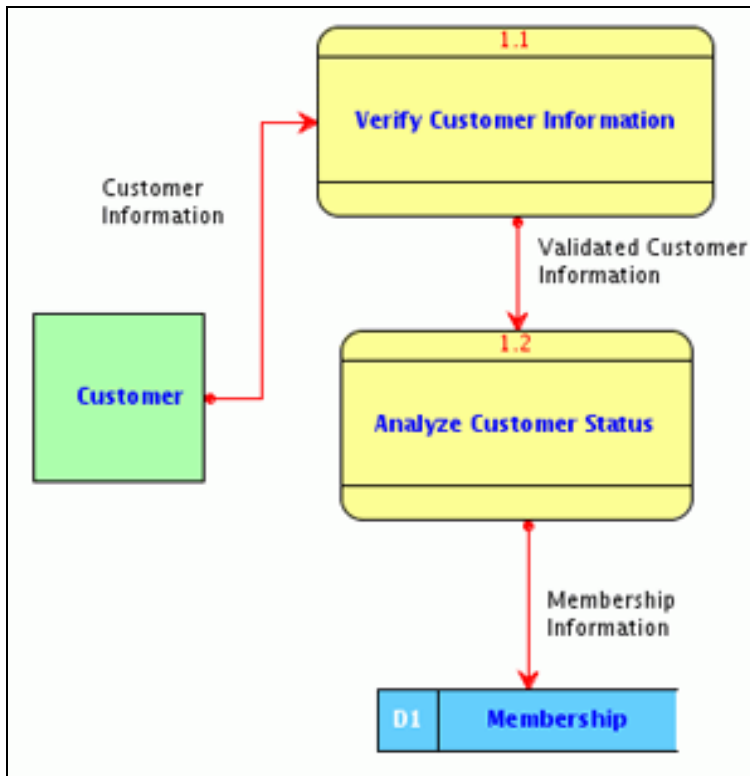 1.1
Verify Customer Information
Customer
Information
Validated Customer
Information
1.2
Customer
Analyze Customer Status
Membership
Information
D1 Membership